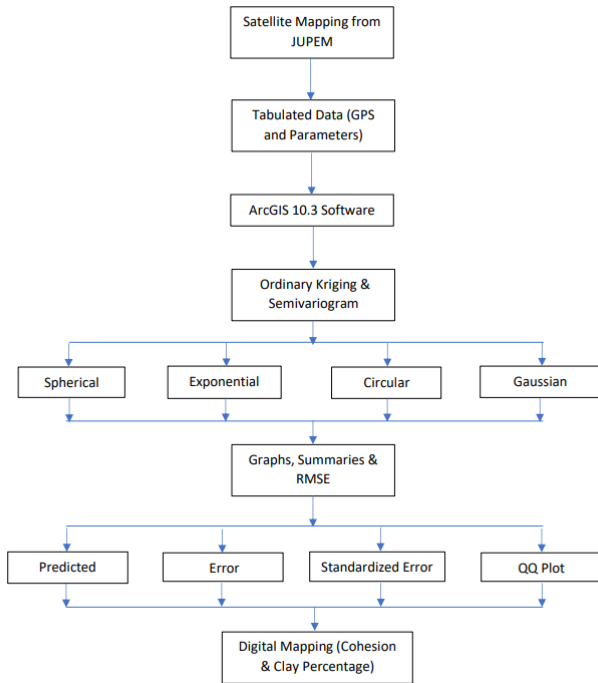 Satellite Mapping from
JUPEM
Tabulated Data (GPS
and Parameters)
ArcGIS 10.3 Software
Ordinary Kriging &
Semivariogram
Spherical
Exponential
Circular
Gaussian
Graphs, Summaries &
RMSE
Predicted
Error
Standardized Error
QQ Plot
Digital Mapping (Cohesion
& Clay Percentage)